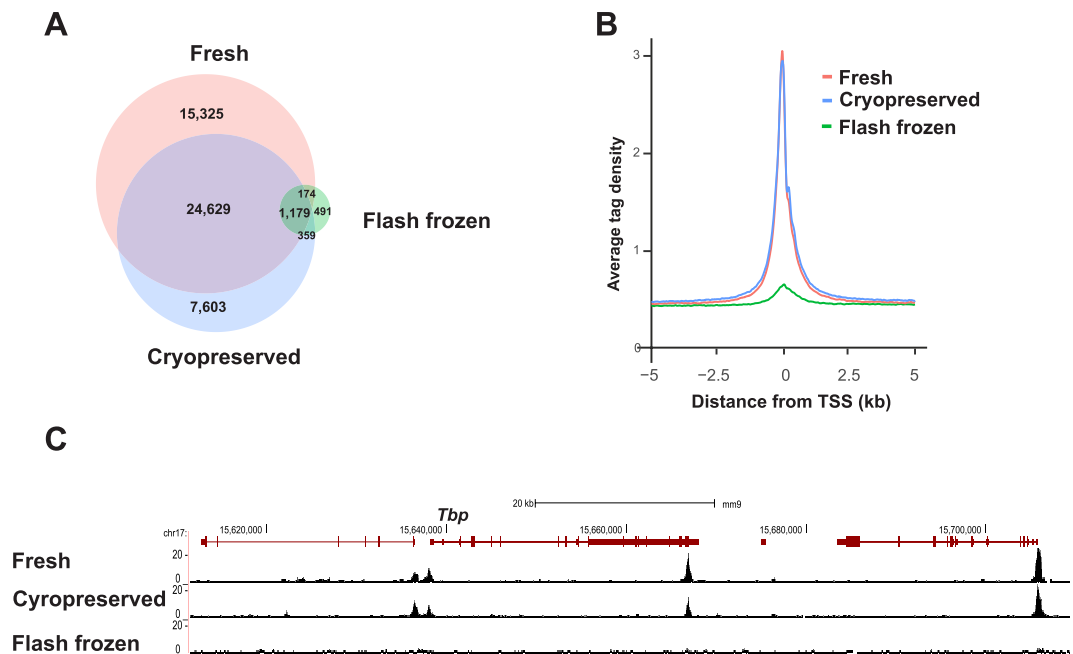 A
Fresh
15,325
24,629
174
1,179
491
359
Flash frozen
7,603
Cryopreserved
B
Average tag density
3
2
1
0
Fresh
Cryopreserved
Flash frozen
−5
−2.5
0
2.5
5
Distance from TSS (kb)
C
20 kb
mm9
Tbp
chr17:
15,620,000
15,640,000
15,660,000
15,680,000
15,700,000
Fresh
20
0
Cyropreserved
20
0
Flash frozen
20
0